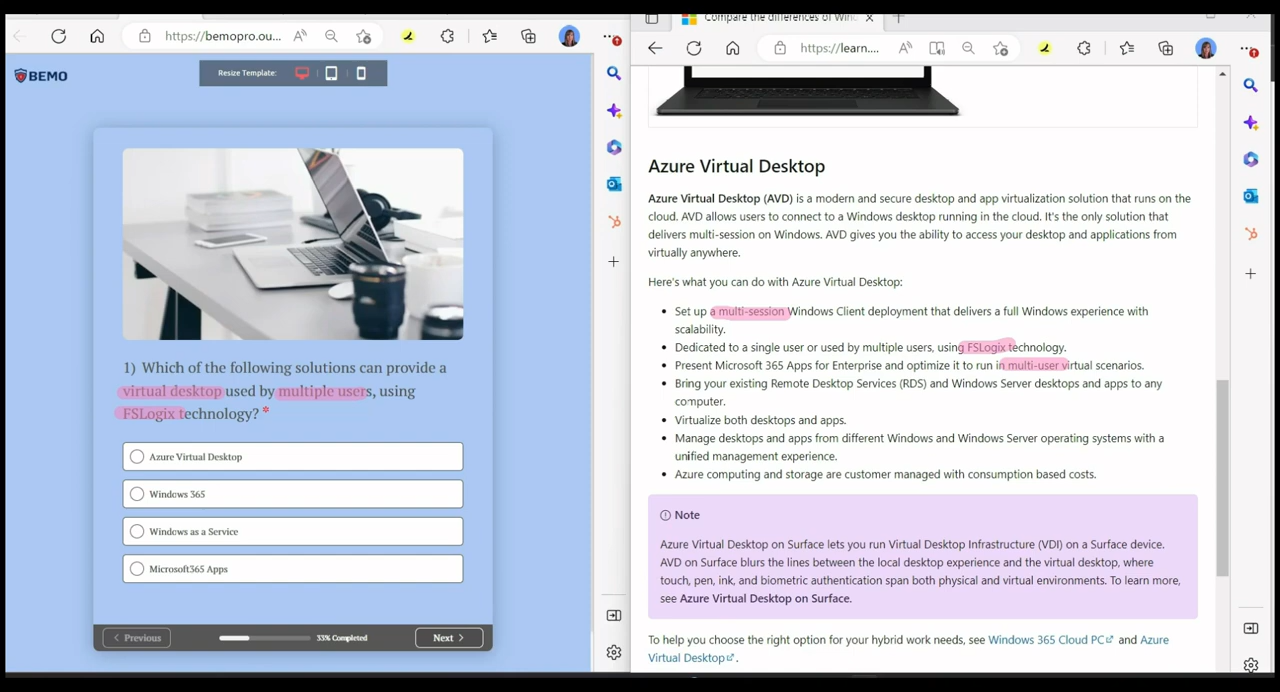 https://bemopro.ou...
BEMO
Resize Template:
1) Which of the following solutions can provide a
virtual desktop used by multiple users, using
FSLogix technology? *
Azure Virtual Desktop
Windows 365
Windows as a Service
Microsoft365 Apps
Previous
33% Completed
Next
Compare the differences of Winc
https://learn....
Azure Virtual Desktop
Azure Virtual Desktop (AVD) is a modern and secure desktop and app virtualization solution that runs on the
cloud. AVD allows users to connect to a Windows desktop running in the cloud. It's the only solution that
delivers multi-session on Windows. AVD gives you the ability to access your desktop and applications from
virtually anywhere.
Here's what you can do with Azure Virtual Desktop:
• Set up a multi-session Windows Client deployment that delivers a full Windows experience with
scalability.
• Dedicated to a single user or used by multiple users, using FSLogix technology.
• Present Microsoft 365 Apps for Enterprise and optimize it to run in multi-user virtual scenarios.
• Bring your existing Remote Desktop Services (RDS) and Windows Server desktops and apps to any
computer.
• Virtualize both desktops and apps.
• Manage desktops and apps from different Windows and Windows Server operating systems with a
unified management experience.
• Azure computing and storage are customer managed with consumption based costs.
Note
Azure Virtual Desktop on Surface lets you run Virtual Desktop Infrastructure (VDI) on a Surface device.
AVD on Surface blurs the lines between the local desktop experience and the virtual desktop, where
touch, pen, ink, and biometric authentication span both physical and virtual environments. To learn more,
see Azure Virtual Desktop on Surface.
To help you choose the right option for your hybrid work needs, see Windows 365 Cloud PC and Azure
Virtual Desktop.